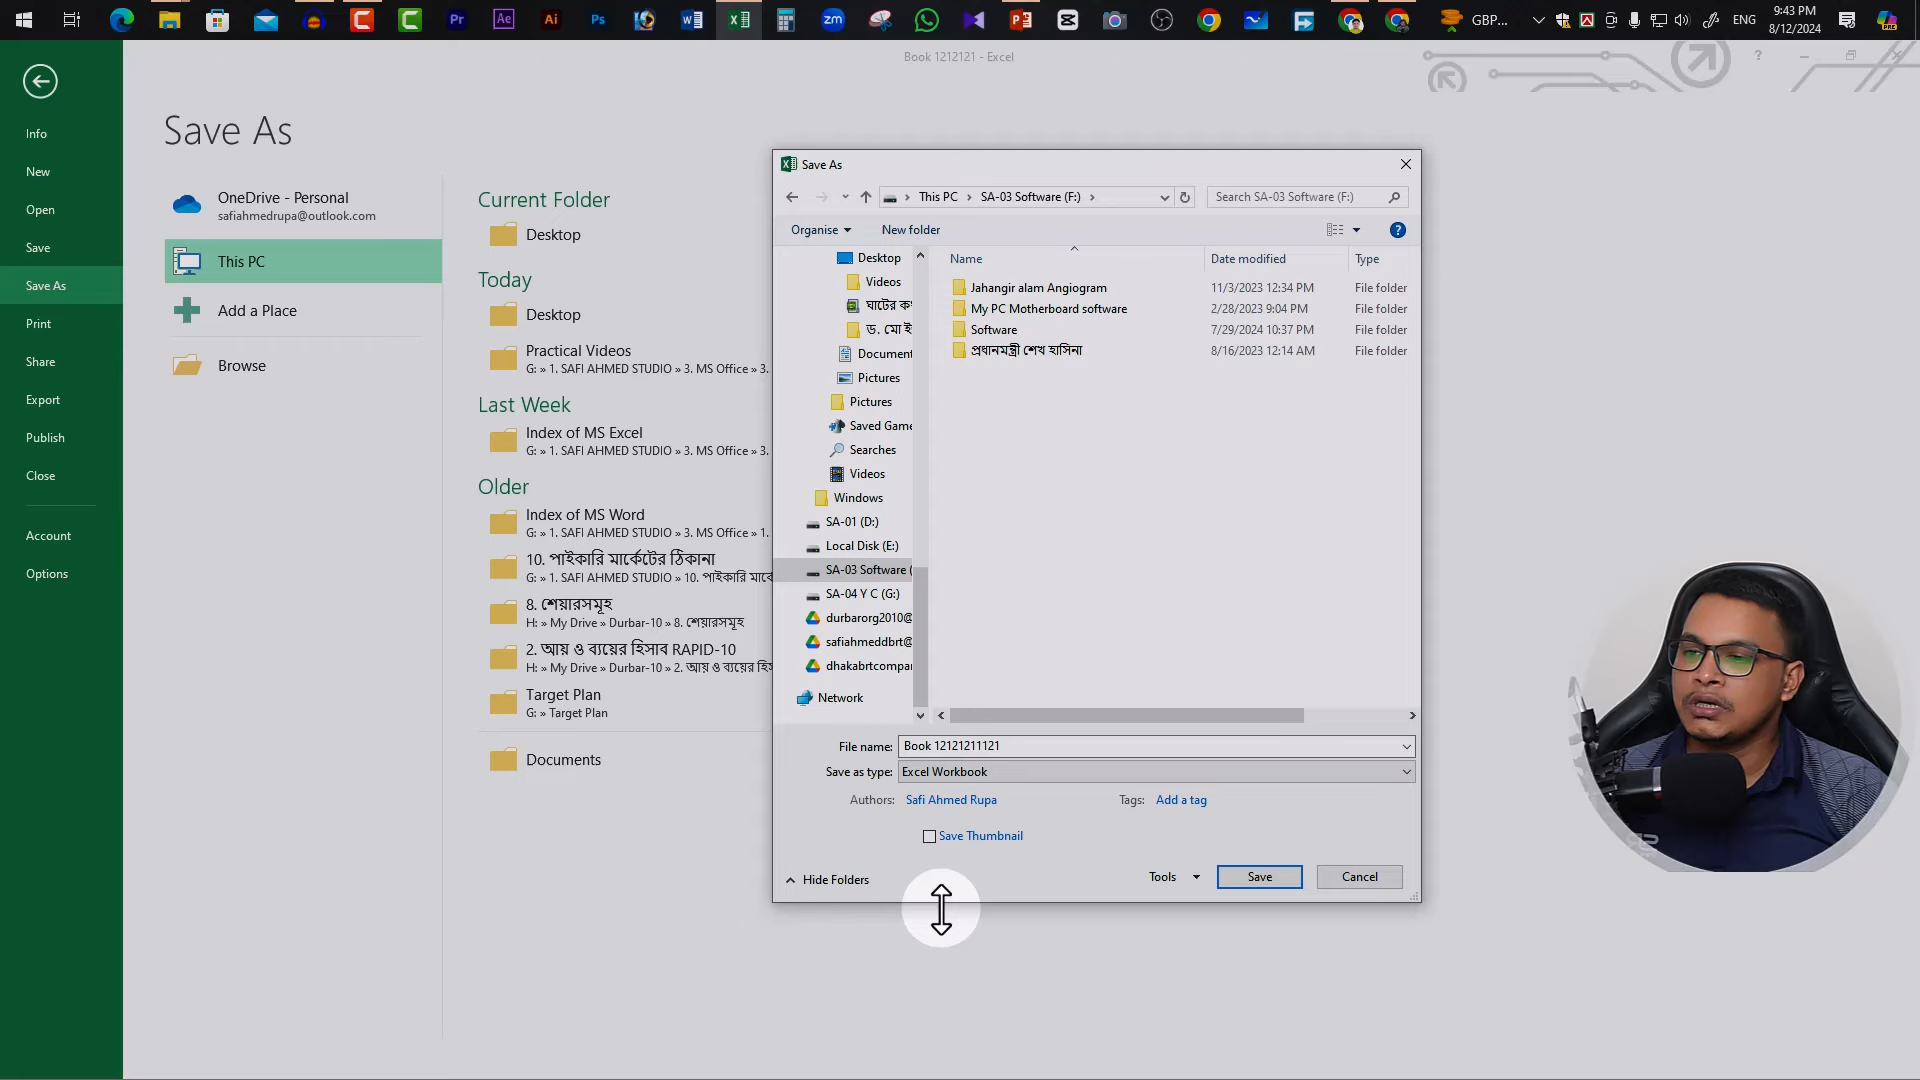 GBP...
ENG
9:43 PM
8/12/2024
Book 1212121 - Excel
Info
New
Open
Save
Save As
Print
Share
Export
Publish
Close
Account
Options
Save As
OneDrive - Personal
safiahmedrupa@outlook.com
This PC
Add a Place
Browse
Current Folder
Desktop
Today
Desktop
Practical Videos
G: » 1. SAFI AHMED STUDIO » 3. MS Office » 3.
Last Week
Index of MS Excel
G: » 1. SAFI AHMED STUDIO » 3. MS Office » 3.
Older
Index of MS Word
G: » 1. SAFI AHMED STUDIO » 3. MS Office » 1.
10. পাইকারি মার্কেটের ঠিকানা
G: » 1. SAFI AHMED STUDIO » 10. পাইকারি মার্কে
8. শেয়ারসমূহ
H: » My Drive » Durbar-10 » 8. শেয়ারসমূহ
2. আয় ও ব্যয়ের হিসাব RAPID-10
H: » My Drive » Durbar-10 » 2. আয় ও ব্যয়ের হিস
Target Plan
G: » Target Plan
Documents
Save As
This PC > SA-03 Software (F:) >
Search SA-03 Software (F:)
Organise
New folder
Desktop
Videos
ঘাটের ক
ড. মো ই
Document
Pictures
Pictures
Saved Game
Searches
Videos
Windows
SA-01 (D:)
Local Disk (E:)
SA-03 Software (
SA-04 Y C (G:)
durbarorg2010@
safiahmeddbrt@
dhakabrtcompan
Network
Name Date modified Type
Jahangir alam Angiogram 11/3/2023 12:34 PM File folder
My PC Motherboard software 2/28/2023 9:04 PM File folder
Software 7/29/2024 10:37 PM File folder
প্রধানমন্ত্রী শেখ হাসিনা 8/16/2023 12:14 AM File folder
File name: Book 12121211121
Save as type: Excel Workbook
Authors: Safi Ahmed Rupa Tags: Add a tag
Save Thumbnail
Hide Folders
Tools
Save
Cancel